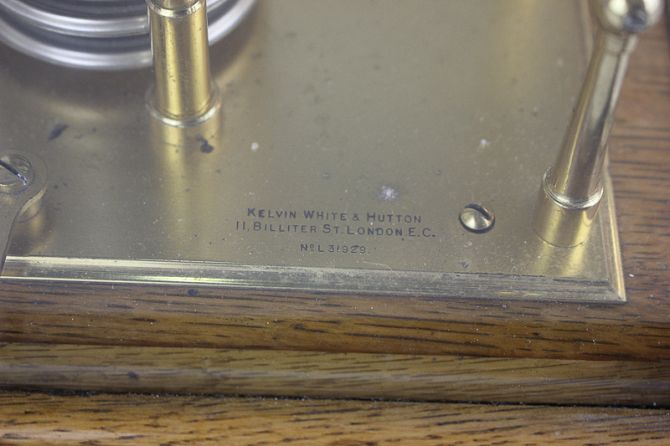 KELVIN WHITE & HUTTON
11, BILLITER ST. LONDON E.C.
No. L 31929